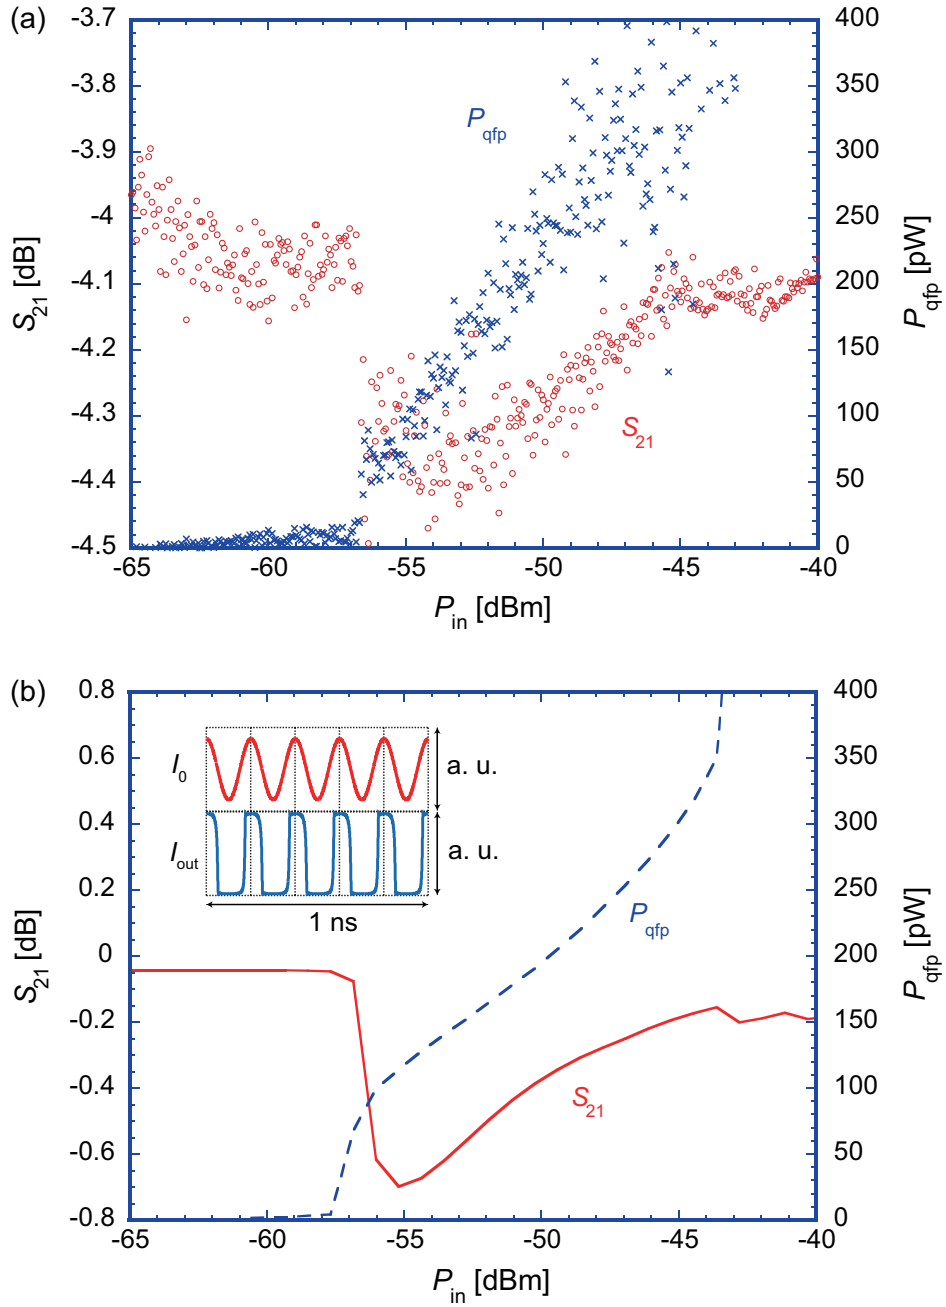 (a)
-3.7
-3.8
-3.9
-4
-4.1
-4.2
-4.3
-4.4
-4.5
S21 [dB]
400
350
300
250
200
150
100
50
0
Pqfp [pW]
Pqfp
S21
-65 -60 -55 -50 -45 -40
Pin [dBm]
(b)
0.8
0.6
0.4
0.2
0
-0.2
-0.4
-0.6
-0.8
S21 [dB]
400
350
300
250
200
150
100
50
0
Pqfp [pW]
I0
a. u.
Iout
a. u.
1 ns
Pqfp
S21
-65 -60 -55 -50 -45 -40
Pin [dBm]